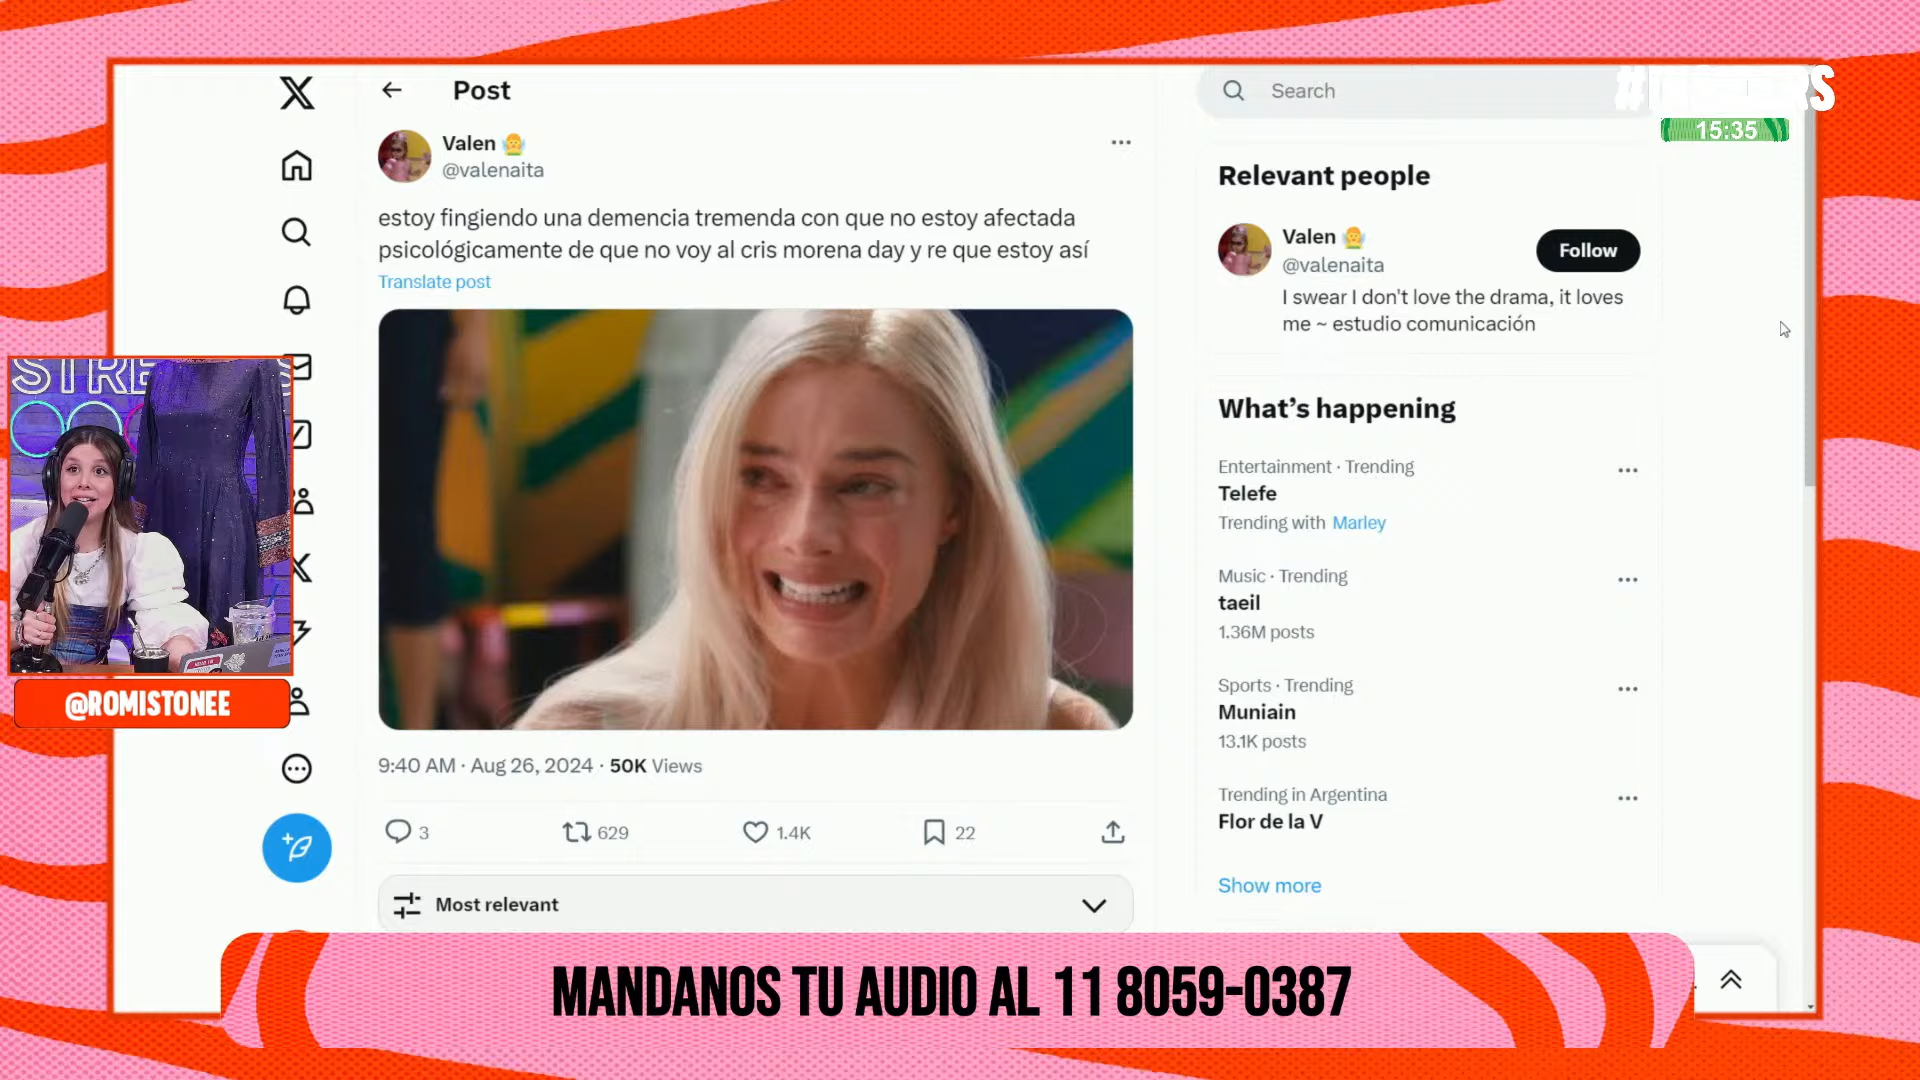 Post
Search
15:35
Valen
@valenaita
estoy fingiendo una demencia tremenda con que no estoy afectada
psicológicamente de que no voy al cris morena day y re que estoy así
Translate post
9:40 AM · Aug 26, 2024 · 50K Views
3
629
1.4K
22
Most relevant
Relevant people
Valen
@valenaita
Follow
I swear I don't love the drama, it loves
me ~ estudio comunicación
What's happening
Entertainment · Trending
Telefe
Trending with Marley
Music · Trending
taeil
1.36M posts
Sports · Trending
Muniain
13.1K posts
Trending in Argentina
Flor de la V
Show more
STRE
@ROMISTONEE
MANDANOS TU AUDIO AL 11 8059-0387